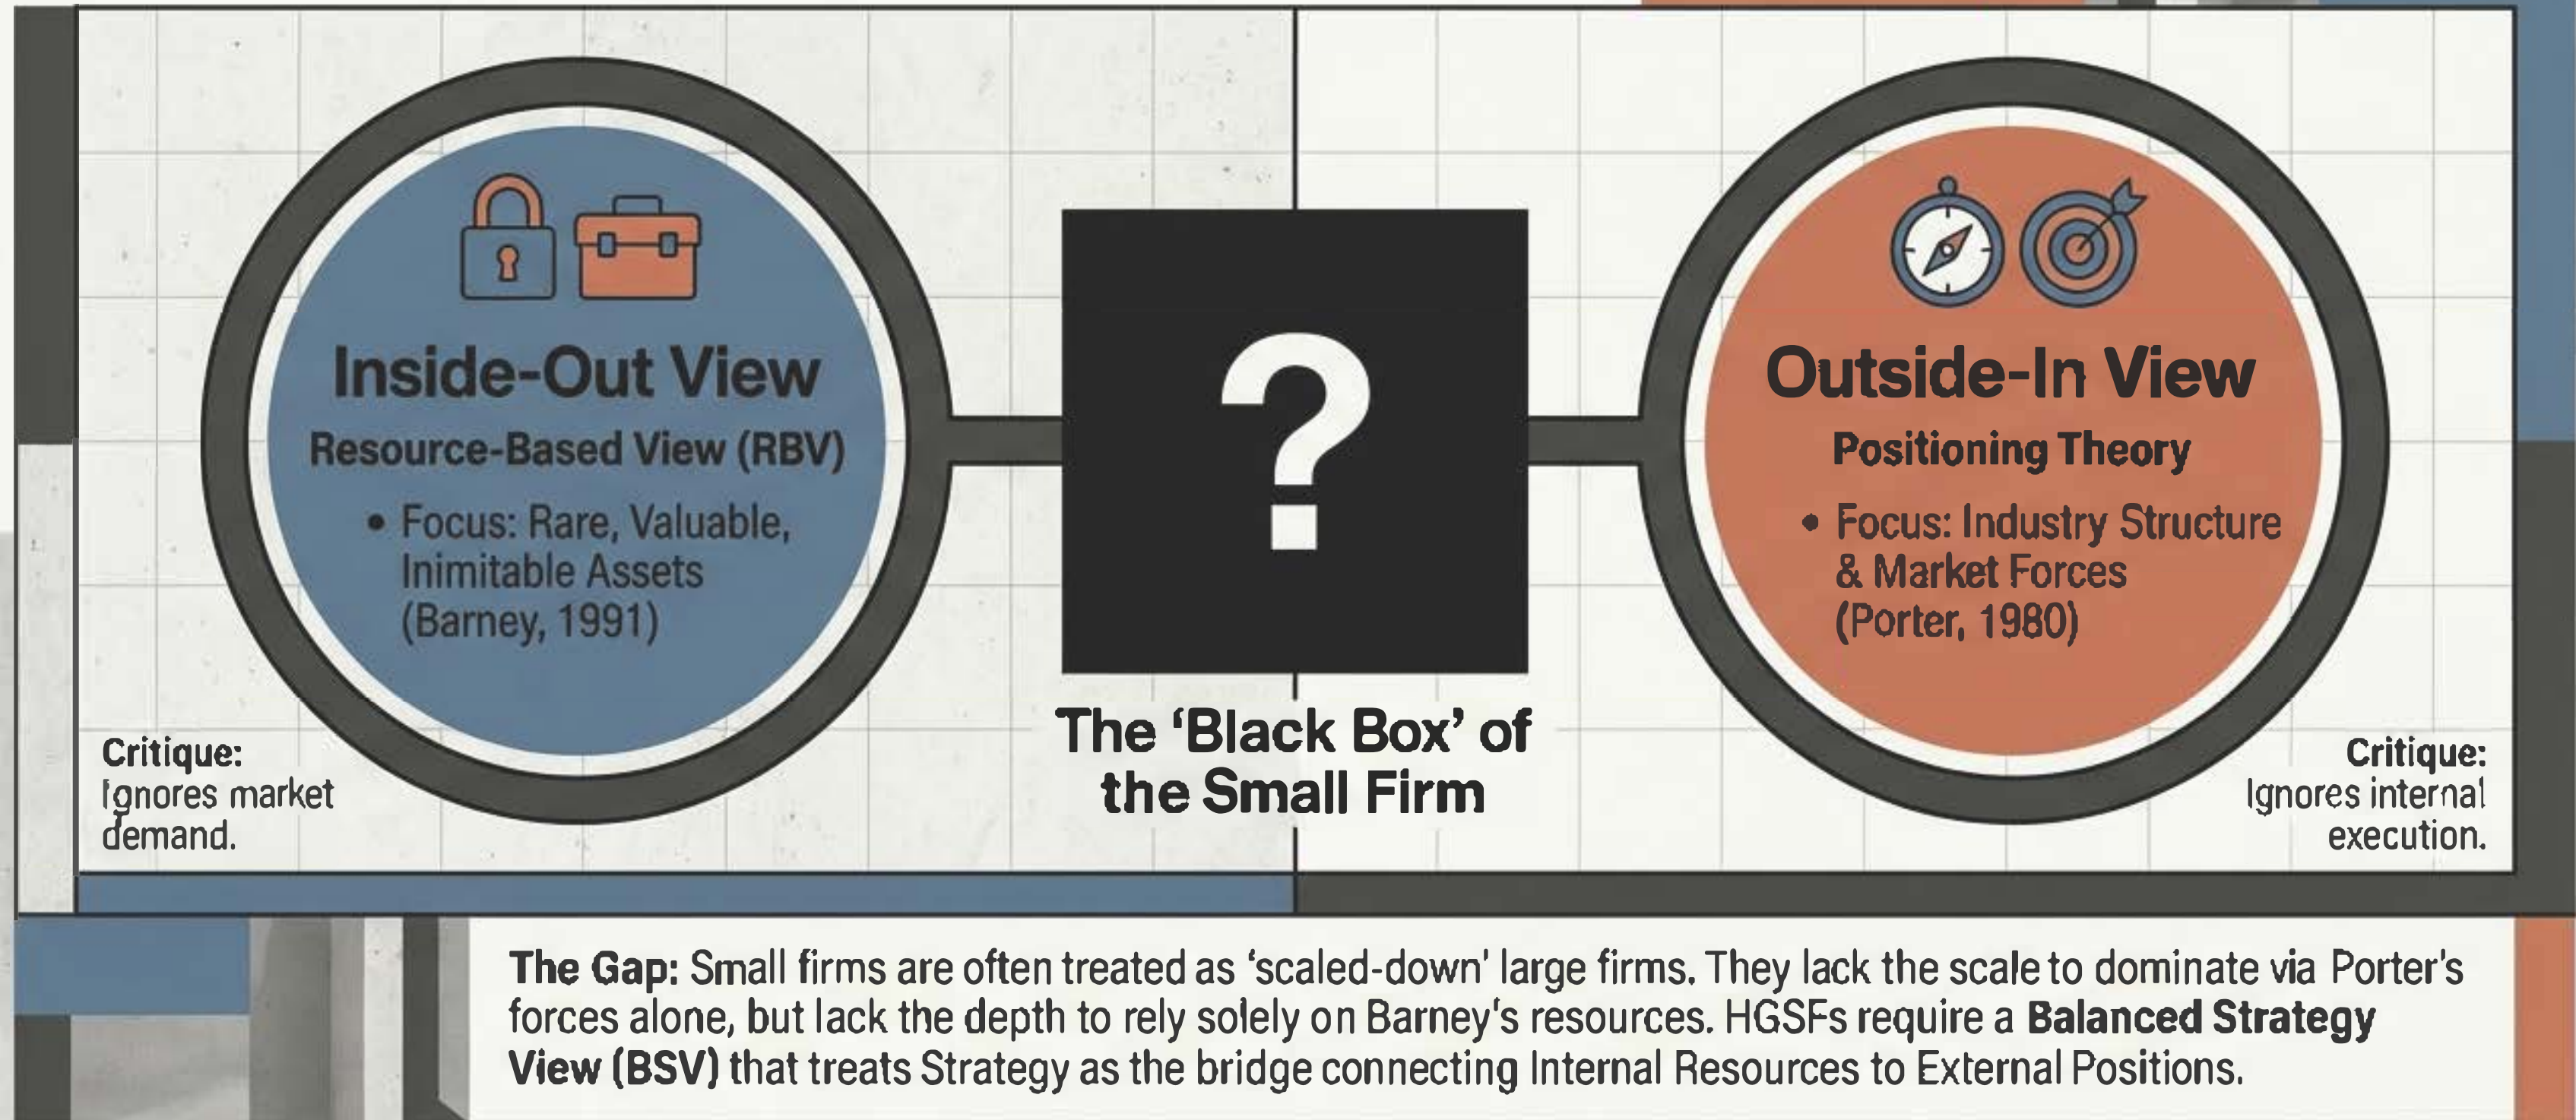 Inside-Out View
Resource-Based View (RBV)
• Focus: Rare, Valuable,
Inimitable Assets
(Barney, 1991)
Critique:
Ignores market
demand.
?
The ‘Black Box’ of
the Small Firm
Outside-In View
Positioning Theory
• Focus: Industry Structure
& Market Forces
(Porter, 1980)
Critique:
Ignores internal
execution.
The Gap: Small firms are often treated as ‘scaled-down’ large firms. They lack the scale to dominate via Porter's
forces alone, but lack the depth to rely solely on Barney's resources. HGSFs require a Balanced Strategy
View (BSV) that treats Strategy as the bridge connecting Internal Resources to External Positions.